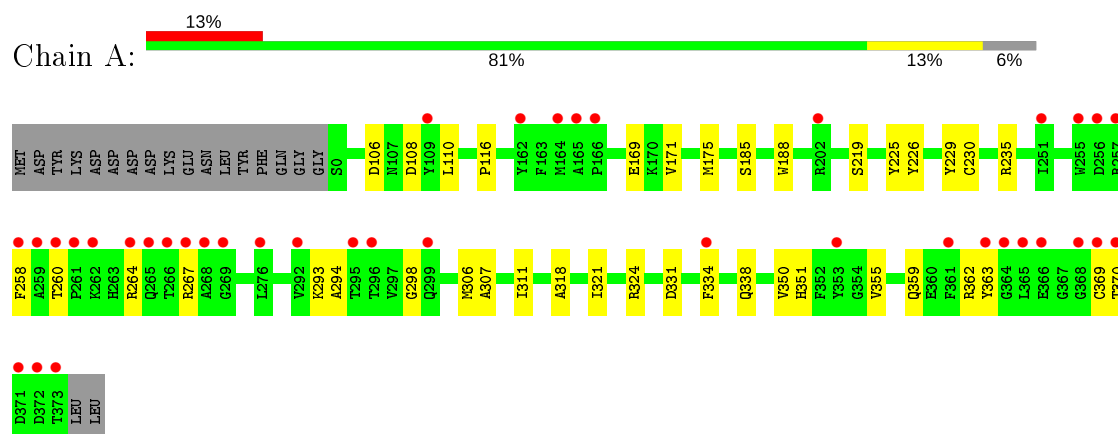 13%
Chain A:
81% 13% 6%
MET ASP TYR LYS ASP ASP ASP ASP LYS GLU ASN LEU TYR PHE GLN GLY GLY S0 D106 N107 D108 Y109 L110 P116 Y162 F163 M164 A165 P166 E169 K170 V171 M175 S185 W188 R202 S219 Y225 Y226 Y229 C230 R235 I251 W255 D256 R257
F258 A259 T260 P261 K262 H263 R264 Q265 T266 R267 A268 G269 L276 V292 K293 A294 T295 T296 V297 G298 Q299 M306 A307 I311 A318 I321 R324 D331 F334 Q338 V350 H351 F352 Y353 G354 V355 Q359 E360 F361 R362 Y363 G364 L365 E366 G367 G368 C369 T370
D371 D372 T373 LEU LEU